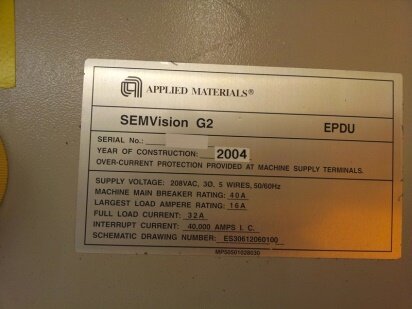 APPLIED MATERIALS®
SEMVision G2 EPDU
SERIAL No.:
YEAR OF CONSTRUCTION: 2004
OVER-CURRENT PROTECTION PROVIDED AT MACHINE SUPPLY TERMINALS.
SUPPLY VOLTAGE: 208VAC, 3Ø, 5 WIRES, 50/60Hz
MACHINE MAIN BREAKER RATING: 40A
LARGEST LOAD AMPERE RATING: 16A
FULL LOAD CURRENT: 32A
INTERRUPT CURRENT: 40,000 AMPS I. C.
SCHEMATIC DRAWING NUMBER: ES30612060100
MP50501028030